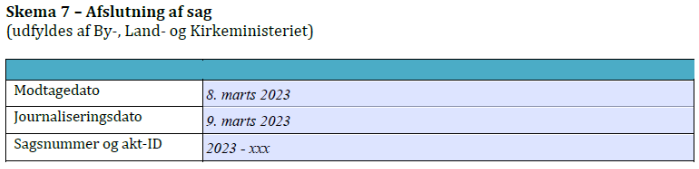 Skema 7 – Afslutning af sag
(udfyldes af By-, Land- og Kirkeministeriet)
Modtagedato 8. marts 2023
Journaliseringsdato 9. marts 2023
Sagsnummer og akt-ID 2023 - xxx